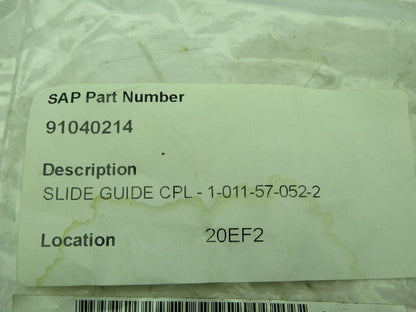 SAP Part Number
91040214
Description
SLIDE GUIDE CPL - 1-011-57-052-2
Location 20EF2